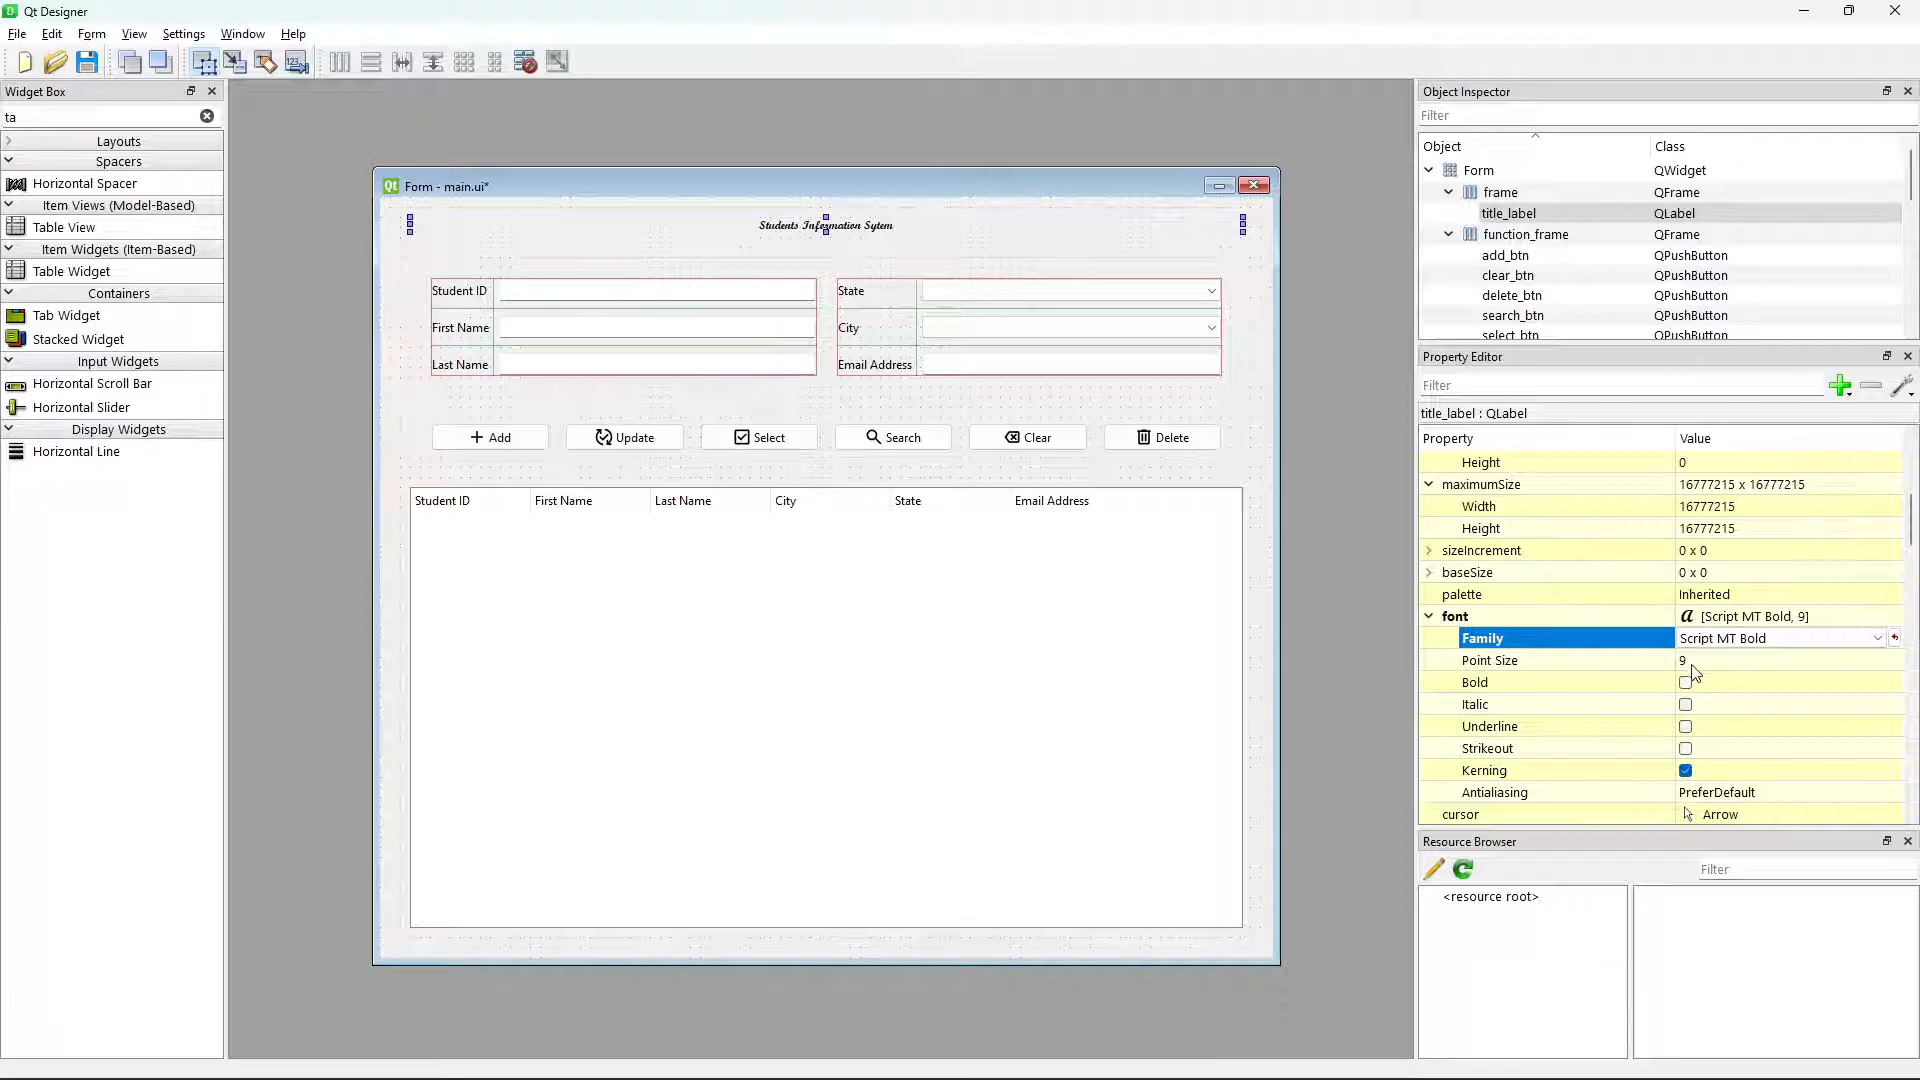 Qt Designer
File Edit Form View Settings Window Help
Widget Box
ta
Layouts
Spacers
Horizontal Spacer
Item Views (Model-Based)
Table View
Item Widgets (Item-Based)
Table Widget
Containers
Tab Widget
Stacked Widget
Input Widgets
Horizontal Scroll Bar
Horizontal Slider
Display Widgets
Horizontal Line
Form - main.ui*
Students Information Sytem
Student ID
First Name
Last Name
State
City
Email Address
Add Update Select Search Clear Delete
Student ID First Name Last Name City State Email Address
Object Inspector
Filter
Object Class
Form QWidget
frame QFrame
title_label QLabel
function_frame QFrame
add_btn QPushButton
clear_btn QPushButton
delete_btn QPushButton
search_btn QPushButton
select_btn QPushButton
Property Editor
Filter
title_label : QLabel
Property Value
Height 0
maximumSize 16777215 x 16777215
Width 16777215
Height 16777215
sizeIncrement 0 x 0
baseSize 0 x 0
palette Inherited
font a [Script MT Bold, 9]
Family Script MT Bold
Point Size 9
Bold
Italic
Underline
Strikeout
Kerning
Antialiasing PreferDefault
cursor Arrow
Resource Browser
Filter
<resource root>